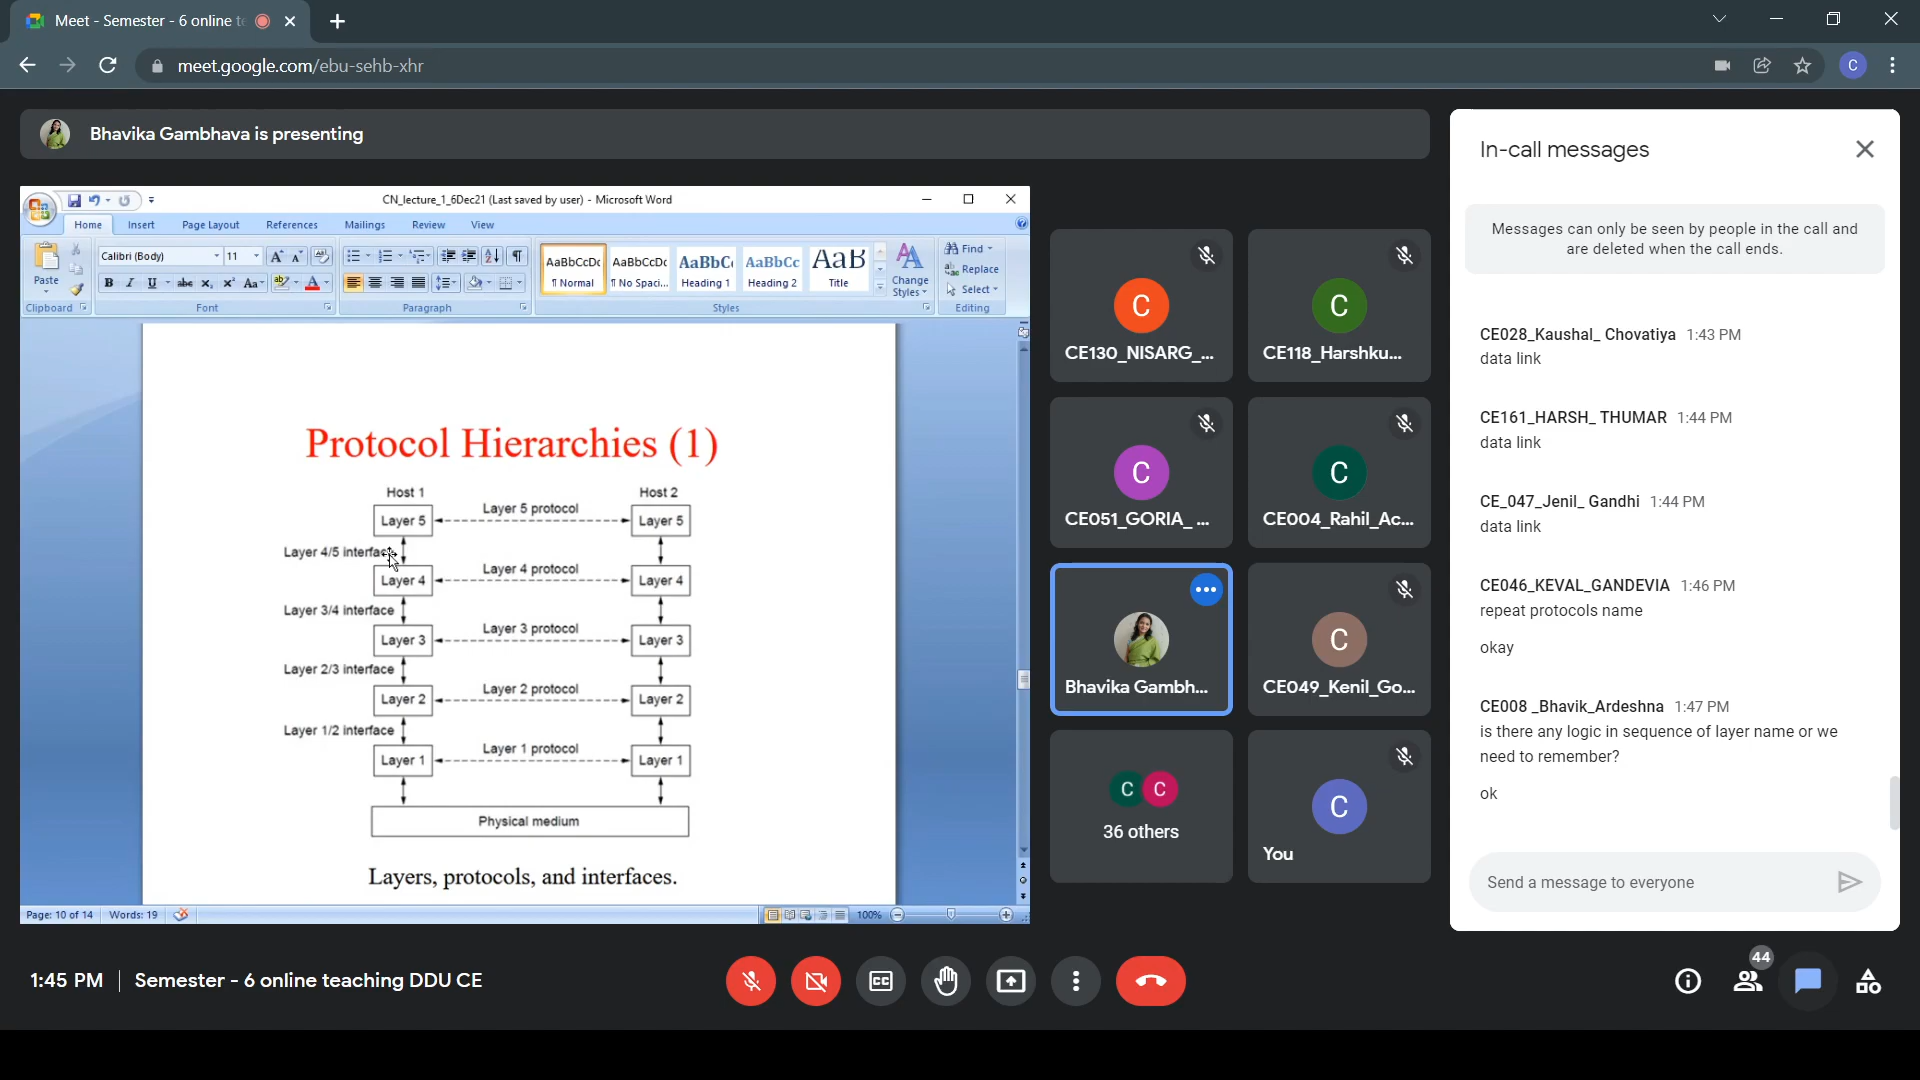 Meet - Semester - 6 online te
meet.google.com/ebu-sehb-xhr
C
Bhavika Gambhava is presenting
CN_lecture_1_6Dec21 (Last saved by user) - Microsoft Word
Home Insert Page Layout References Mailings Review View
Paste
Clipboard
Calibri (Body) 11
B I U abc X₂ X² Aa
Font
Paragraph
AaBbCcDc AaBbCcDc AaBbC AaBbCc AaB
¶ Normal ¶ No Spaci... Heading 1 Heading 2 Title
Change
Styles
Styles
Find
Replace
Select
Editing
Protocol Hierarchies (1)
Host 1 Host 2
Layer 5 Layer 5 protocol Layer 5
Layer 4/5 interface
Layer 4 Layer 4 protocol Layer 4
Layer 3/4 interface
Layer 3 Layer 3 protocol Layer 3
Layer 2/3 interface
Layer 2 Layer 2 protocol Layer 2
Layer 1/2 interface
Layer 1 Layer 1 protocol Layer 1
Physical medium
Layers, protocols, and interfaces.
Page: 10 of 14 Words: 19 100%
C
CE130_NISARG_...
C
CE118_Harshku...
C
CE051_GORIA_ ...
C
CE004_Rahil_Ac...
Bhavika Gambh...
C
CE049_Kenil_Go...
C C
36 others
C
You
In-call messages
Messages can only be seen by people in the call and
are deleted when the call ends.
CE028_Kaushal_ Chovatiya 1:43 PM
data link
CE161_HARSH_ THUMAR 1:44 PM
data link
CE_047_Jenil_ Gandhi 1:44 PM
data link
CE046_KEVAL_GANDEVIA 1:46 PM
repeat protocols name
okay
CE008 _Bhavik_Ardeshna 1:47 PM
is there any logic in sequence of layer name or we
need to remember?
ok
Send a message to everyone
1:45 PM | Semester - 6 online teaching DDU CE
CC
44